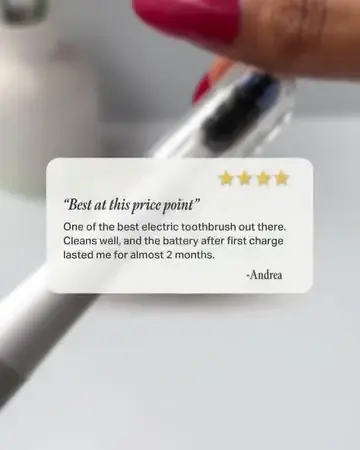 “Best at this price point”
One of the best electric toothbrush out there.
Cleans well, and the battery after first charge
lasted me for almost 2 months.
-Andrea